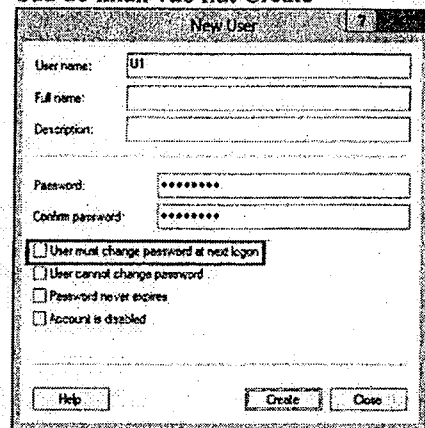 New User
?
User name: U1
Full name:
Description:
Password: ••••••••
Confirm password: ••••••••
User must change password at next logon
User cannot change password
Password never expires
Account is disabled
Help Create Close